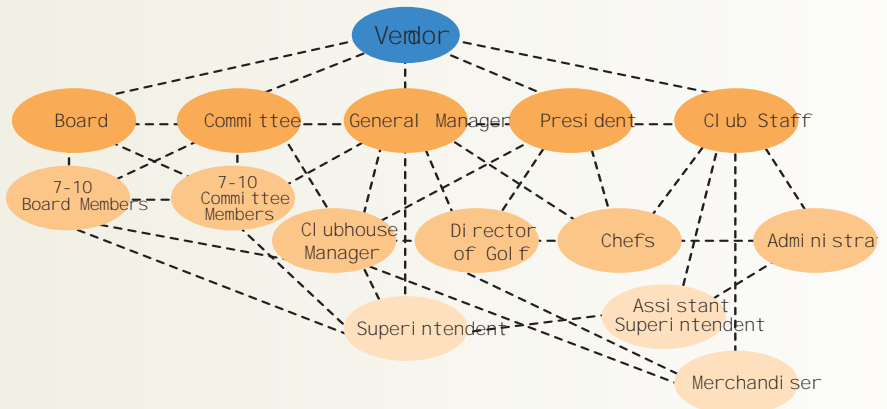 Vendor
Board
Committee
General Manager
President
Club Staff
7-10
Board Members
7-10
Committee
Members
Clubhouse
Manager
Director
of Golf
Chefs
Administra
Superintendent
Assistant
Superintendent
Merchandiser